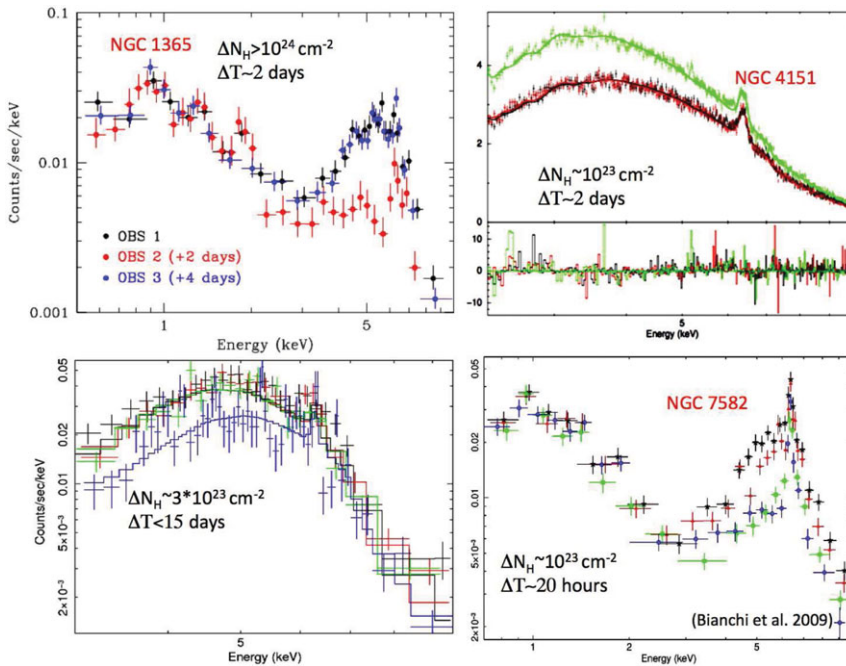 NGC 1365
ΔN_H>10^24 cm^-2
ΔT~2 days
0.1
0.01
0.001
Counts/sec/keV
OBS 1
OBS 2 (+2 days)
OBS 3 (+4 days)
1
5
Energy (keV)
NGC 4151
ΔN_H~10^23 cm^-2
ΔT~2 days
4
2
0
10
5
0
-10
5
Energy (keV)
0.05
0.02
0.01
5×10^-3
2×10^-3
Counts/sec/keV
ΔN_H~3*10^23 cm^-2
ΔT<15 days
5
Energy (keV)
NGC 7582
0.05
0.02
0.01
5×10^-3
2×10^-3
ΔN_H~10^23 cm^-2
ΔT~20 hours
(Bianchi et al. 2009)
1
2
5
Energy (keV)